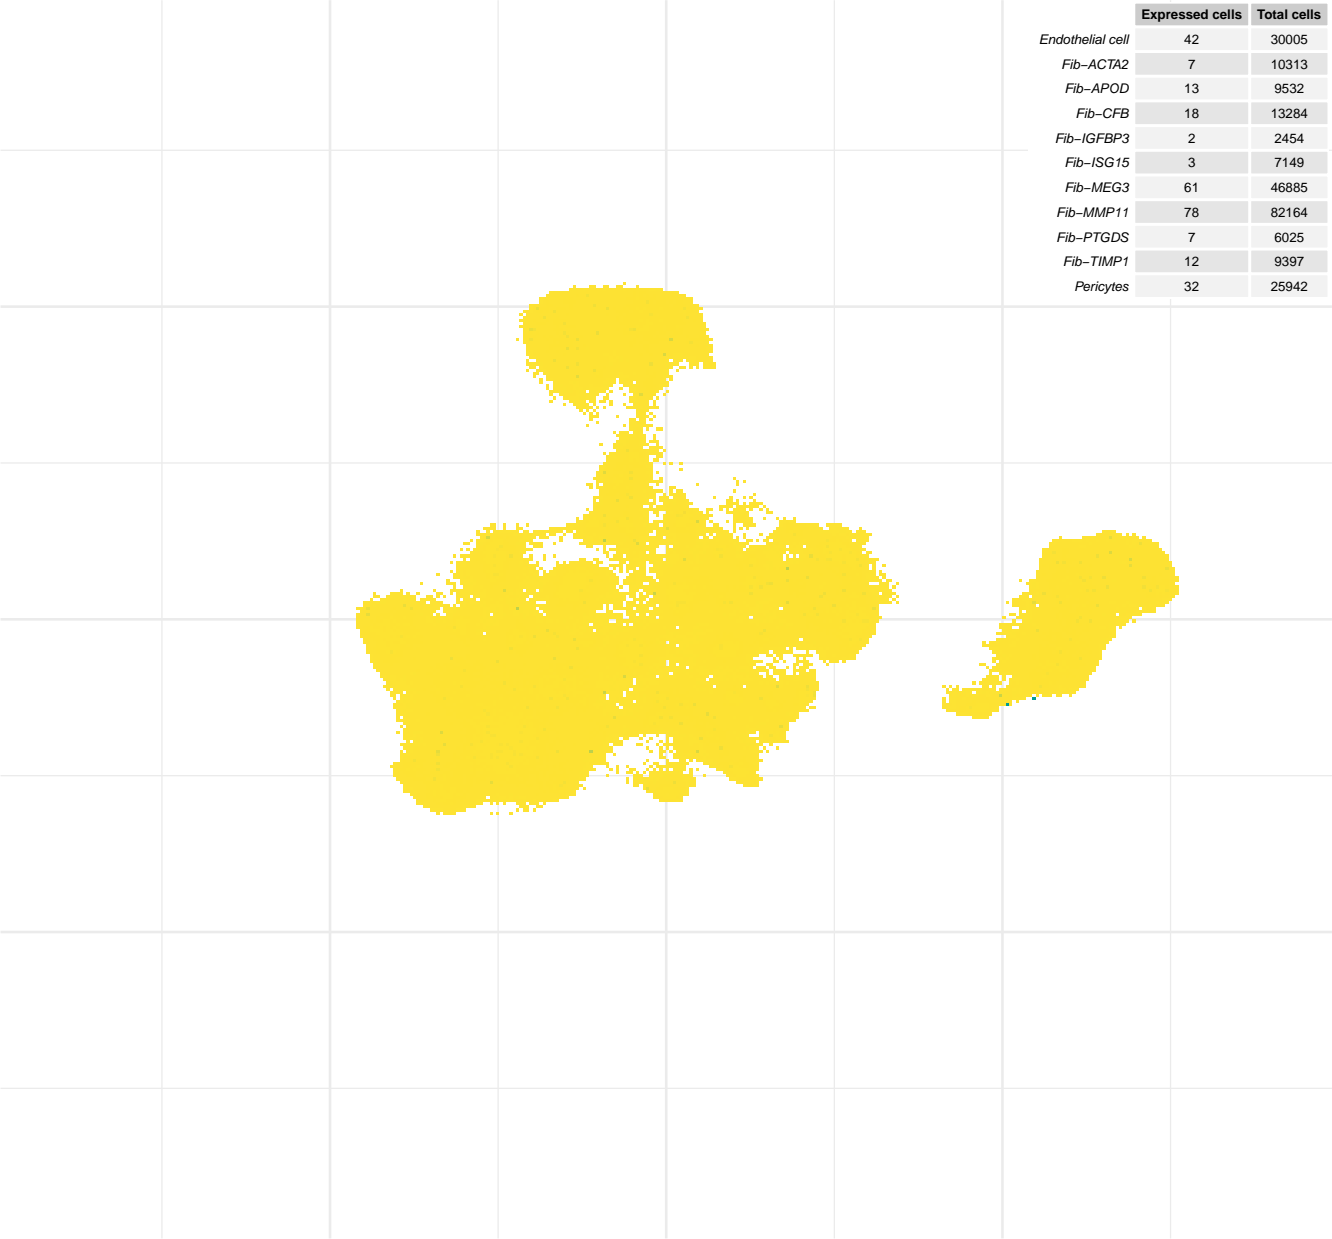 Expressed cells Total cells
Endothelial cell 42 30005
Fib−ACTA2 7 10313
Fib−APOD 13 9532
Fib−CFB 18 13284
Fib−IGFBP3 2 2454
Fib−ISG15 3 7149
Fib−MEG3 61 46885
Fib−MMP11 78 82164
Fib−PTGDS 7 6025
Fib−TIMP1 12 9397
Pericytes 32 25942